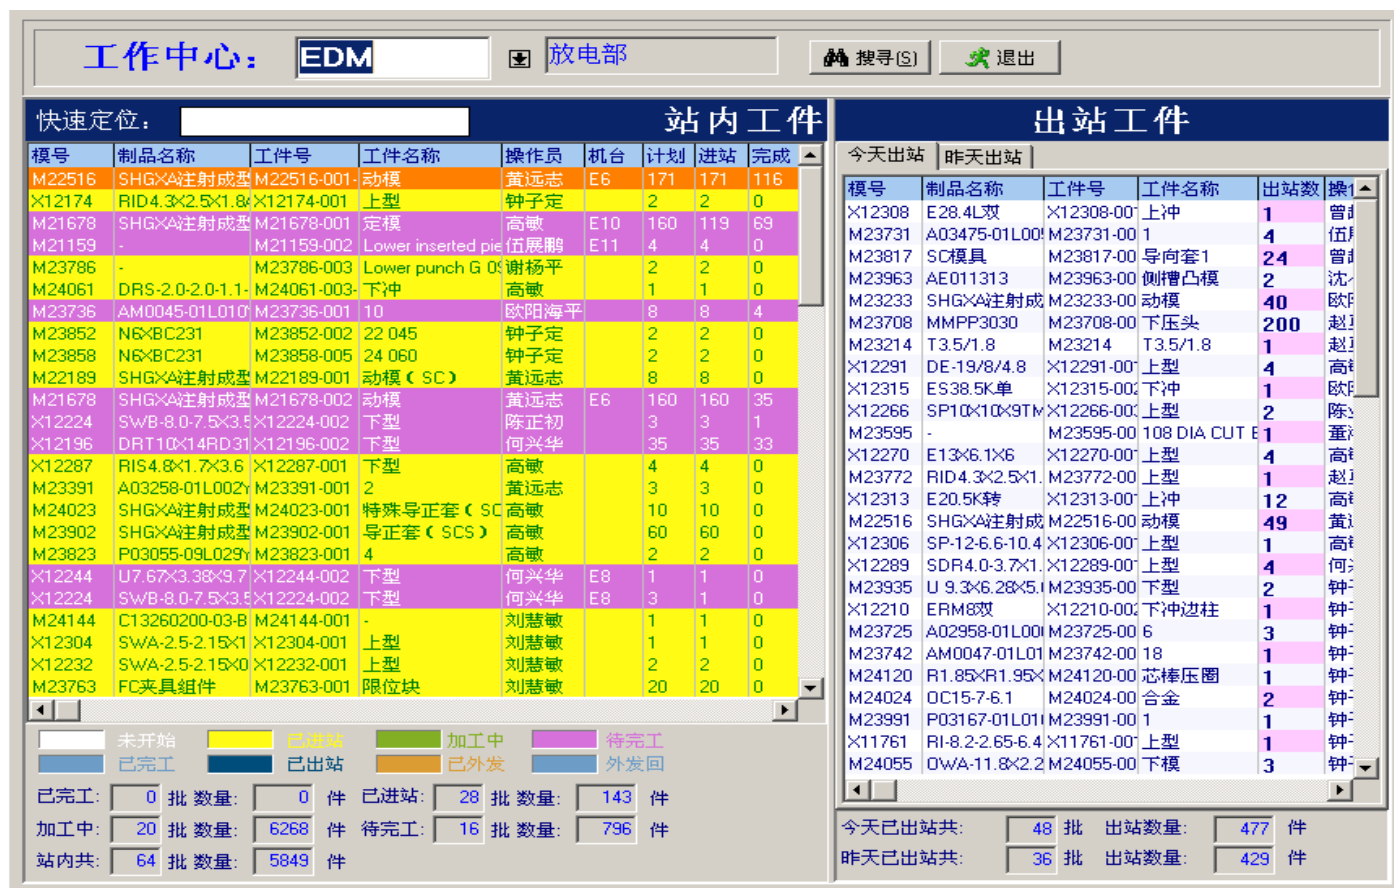 工作中心： EDM 放电部 搜寻(S) 退出
快速定位： 站内工件
模号 制品名称 工件号 工件名称 操作员 机台 计划 进站 完成
M22516 SHGXA注射成型 M22516-001- 动模 黄远志 E6 171 171 116
X12174 RID4.3X2.5X1.8 X12174-001 上型 钟子定 2 2 0
M21678 SHGXA注射成型 M21678-001 定模 高敏 E10 160 119 69
M21159 - M21159-002 Lower inserted pie 伍展鹏 E11 4 4 0
M23786 - M23786-003 Lower punch G 09 谢杨平 2 2 0
M24061 DRS-2.0-2.0-1.1- M24061-003- 下冲 高敏 1 1 0
M23736 AM0045-01L010 M23736-001 10 欧阳海平 8 8 4
M23852 N6XBC231 M23852-002 22 045 钟子定 2 2 0
M23858 N6XBC231 M23858-005 24 060 钟子定 2 2 0
M22189 SHGXA注射成型 M22189-001 动模(SC) 黄远志 8 8 0
M21678 SHGXA注射成型 M21678-002 动模 黄远志 E6 160 160 35
X12224 SWB-8.0-7.5X3.5 X12224-002 下型 陈正初 3 3 1
X12196 DRT10X14RD31 X12196-002 下型 何兴华 35 35 33
X12287 RIS4.8X1.7X3.6 X12287-001 下型 高敏 4 4 0
M23391 A03258-01L002 M23391-001 2 黄远志 3 3 0
M24023 SHGXA注射成型 M24023-001 特殊导正套(SC 高敏 10 10 0
M23902 SHGXA注射成型 M23902-001 导正套(SCS) 高敏 60 60 0
M23823 P03055-09L029 M23823-001 4 高敏 2 2 0
X12244 U7.67X3.38X9.7 X12244-002 下型 何兴华 E8 1 1 0
X12224 SWB-8.0-7.5X3.5 X12224-002 下型 何兴华 E8 3 1 0
M24144 C13260200-03-B M24144-001 - 刘慧敏 1 1 0
X12304 SWA-2.5-2.15X1 X12304-001 上型 刘慧敏 1 1 0
X12232 SWA-2.5-2.15X0 X12232-001 上型 刘慧敏 2 2 0
M23763 FC夹具组件 M23763-001 限位块 刘慧敏 20 20 0
未开始 已进站 加工中 待完工
已完工 已出站 已外发 外发回
已完工: 0 批 数量: 0 件 已进站: 28 批 数量: 143 件
加工中: 20 批 数量: 6268 件 待完工: 16 批 数量: 796 件
站内共: 64 批 数量: 5849 件
出站工件
今天出站 昨天出站
模号 制品名称 工件号 工件名称 出站数 操
X12308 E28.4L双 X12308-00 上冲 1 曾
M23731 A03475-01L00 M23731-00 1 4 伍
M23817 SC模具 M23817-00 导向套1 24 曾
M23963 AE011313 M23963-00 侧槽凸模 2 沈
M23233 SHGXA注射成 M23233-00 动模 40 欧
M23708 MMPP3030 M23708-00 下压头 200 赵
M23214 T3.5/1.8 M23214 T3.5/1.8 1 赵
X12291 DE-19/8/4.8 X12291-00 上型 4 高
X12315 ES38.5K单 X12315-00 下冲 1 欧
X12266 SP10X10X9TM X12266-00 上型 2 陈
M23595 - M23595-00 108 DIA CUT E 1 董
X12270 E13X6.1X6 X12270-00 上型 4 高
M23772 RID4.3X2.5X1. M23772-00 上型 1 赵
X12313 E20.5K转 X12313-00 上冲 12 高
M22516 SHGXA注射成 M22516-00 动模 49 黄
X12306 SP-12-6.6-10.4 X12306-00 上型 1 高
X12289 SDR4.0-3.7X1. X12289-00 上型 4 何
M23935 U 9.3X6.28X5. M23935-00 下型 2 钟
X12210 ERM8双 X12210-00 下冲边柱 1 钟
M23725 A02958-01L00 M23725-00 6 3 钟
M23742 AM0047-01L01 M23742-00 18 1 钟
M24120 R1.85XR1.95X M24120-00 芯棒压圈 1 钟
M24024 OC15-7-6.1 M24024-00 合金 2 钟
M23991 P03167-01L01 M23991-00 1 1 钟
X11761 RI-8.2-2.65-6.4 X11761-00 上型 1 钟
M24055 OWA-11.8X2.2 M24055-00 下模 3 钟
今天已出站共: 48 批 出站数量: 477 件
昨天已出站共: 36 批 出站数量: 429 件